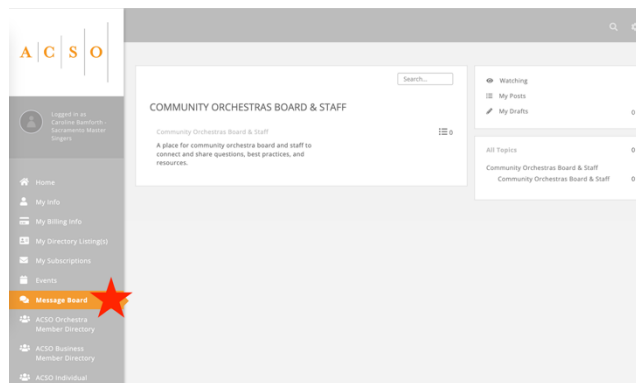 A C S O
Logged in as
Caroline Bamforth -
Sacramento Master
Singers
Home
My Info
My Billing Info
My Directory Listing(s)
My Subscriptions
Events
Message Board
ACSO Orchestra
Member Directory
ACSO Business
Member Directory
ACSO Individual
Search...
COMMUNITY ORCHESTRAS BOARD & STAFF
Community Orchestras Board & Staff 0
A place for community orchestra board and staff to
connect and share questions, best practices, and
resources.
Watching
My Posts
My Drafts 0
All Topics 0
Community Orchestras Board & Staff
Community Orchestras Board & Staff 0